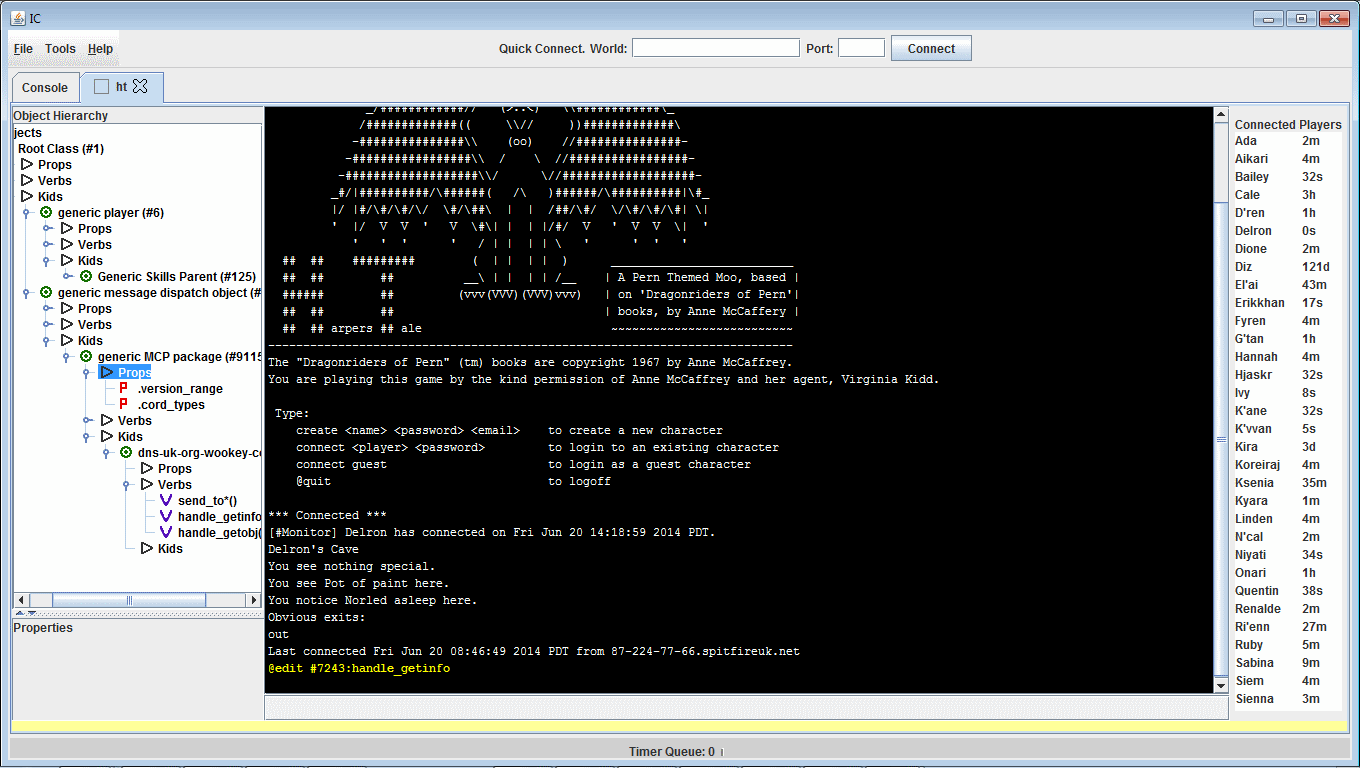 IC
File Tools Help
Quick Connect. World: Port: Connect
Console
ht
Object Hierarchy
jects
Root Class (#1)
Props
Verbs
Kids
generic player (#6)
Props
Verbs
Kids
Generic Skills Parent (#125)
generic message dispatch object (#
Props
Verbs
Kids
generic MCP package (#9115
Props
P .version_range
P .cord_types
Verbs
Kids
dns-uk-org-wookey-co
Props
Verbs
V send_to*()
V handle_getinfo
V handle_getobj(
Kids
Properties
_/############//   (>..<)   \\############\_
/#############((     \\//     ))#############\
-################\\    (oo)    //###############-
-#################\\  /    \  //#################-
-###################\\/      \//###################-
_#/|##########/\######(   /\   )######/\##########|\#_
|/ |#/\#/\#/\/  \#/\##\  |  |  /##/\#/  \/\#/\#/\#| \|
'  |/  V  V  '   V  \#\| |  | |/#/  V   '  V  V  \|  '
'   '  '      '   / | |  | | \   '      '  '   '
##  ##    #########        (  | |  | |  )      __________________________
##  ##        ##          __\ | |  | | /__    | A Pern Themed Moo, based |
######        ##         (vvv(VVV)(VVV)vvv)   | on 'Dragonriders of Pern'|
##  ##        ##                              | books, by Anne McCaffery |
##  ## arpers ## ale                           ~~~~~~~~~~~~~~~~~~~~~~~~~~
---------------------------------------------------------------------------
The "Dragonriders of Pern" (tm) books are copyright 1967 by Anne McCaffrey.
You are playing this game by the kind permission of Anne McCaffrey and her agent, Virginia Kidd.
Type:
create <name> <password> <email>    to create a new character
connect <player> <password>         to login to an existing character
connect guest                       to login as a guest character
@quit                               to logoff
*** Connected ***
[#Monitor] Delron has connected on Fri Jun 20 14:18:59 2014 PDT.
Delron's Cave
You see nothing special.
You see Pot of paint here.
You notice Norled asleep here.
Obvious exits:
out
Last connected Fri Jun 20 08:46:49 2014 PDT from 87-224-77-66.spitfireuk.net
@edit #7243:handle_getinfo
Connected Players
Ada 2m
Aikari 4m
Bailey 32s
Cale 3h
D'ren 1h
Delron 0s
Dione 2m
Diz 121d
El'ai 43m
Erikkhan 17s
Fyren 4m
G'tan 1h
Hannah 4m
Hjaskr 32s
Ivy 8s
K'ane 32s
K'vvan 5s
Kira 3d
Koreiraj 4m
Ksenia 35m
Kyara 1m
Linden 4m
N'cal 2m
Niyati 34s
Onari 1h
Quentin 38s
Renalde 2m
Ri'enn 27m
Ruby 5m
Sabina 9m
Siem 4m
Sienna 3m
Timer Queue: 0